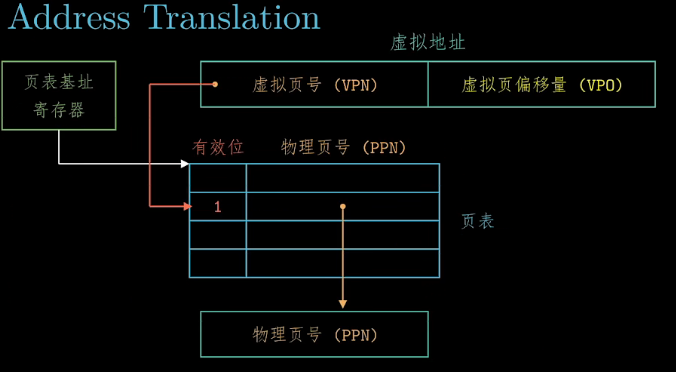 Address Translation
虚拟地址
页表基址
寄存器
虚拟页号 (VPN)
虚拟页偏移量 (VPO)
有效位
物理页号 (PPN)
1
页表
物理页号 (PPN)